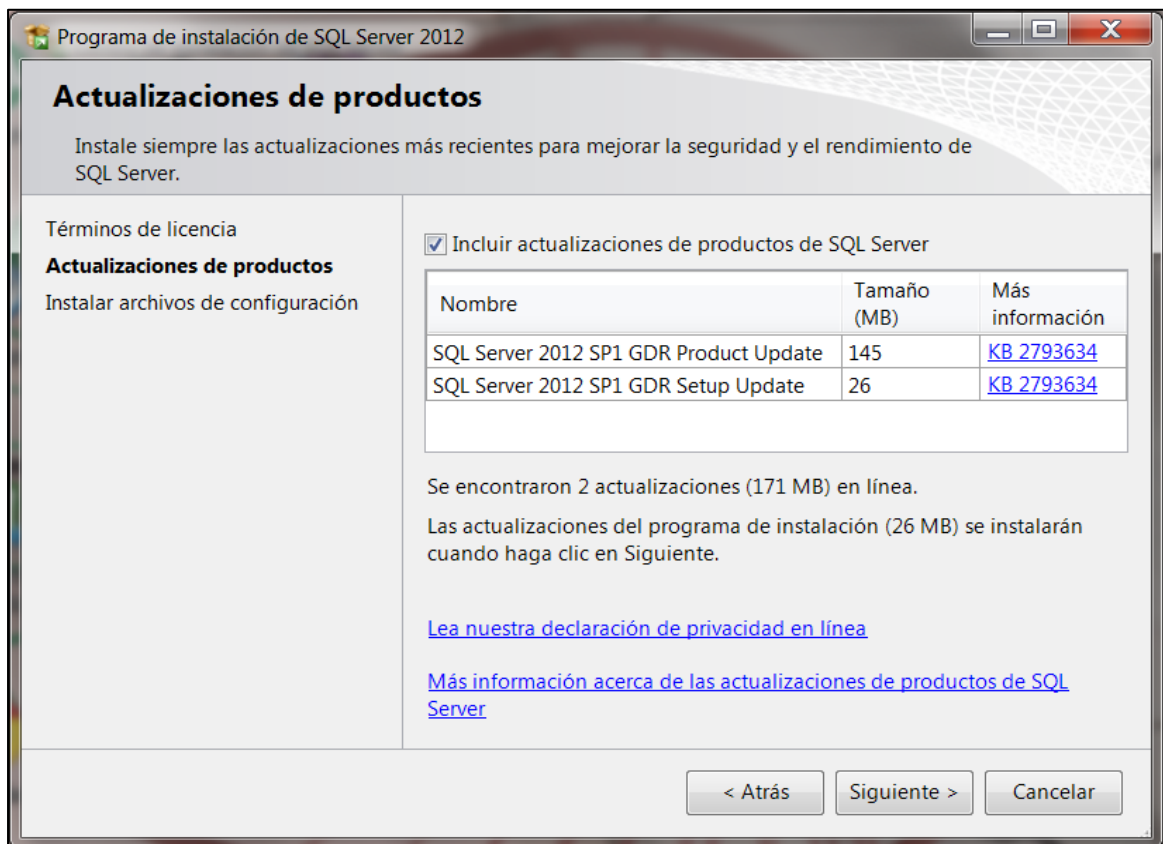 Programa de instalación de SQL Server 2012
Actualizaciones de productos
Instale siempre las actualizaciones más recientes para mejorar la seguridad y el rendimiento de
SQL Server.
Términos de licencia
Actualizaciones de productos
Instalar archivos de configuración
Incluir actualizaciones de productos de SQL Server
Nombre Tamaño (MB) Más información
SQL Server 2012 SP1 GDR Product Update 145 KB 2793634
SQL Server 2012 SP1 GDR Setup Update 26 KB 2793634
Se encontraron 2 actualizaciones (171 MB) en línea.
Las actualizaciones del programa de instalación (26 MB) se instalarán
cuando haga clic en Siguiente.
Lea nuestra declaración de privacidad en línea
Más información acerca de las actualizaciones de productos de SQL
Server
< Atrás Siguiente > Cancelar